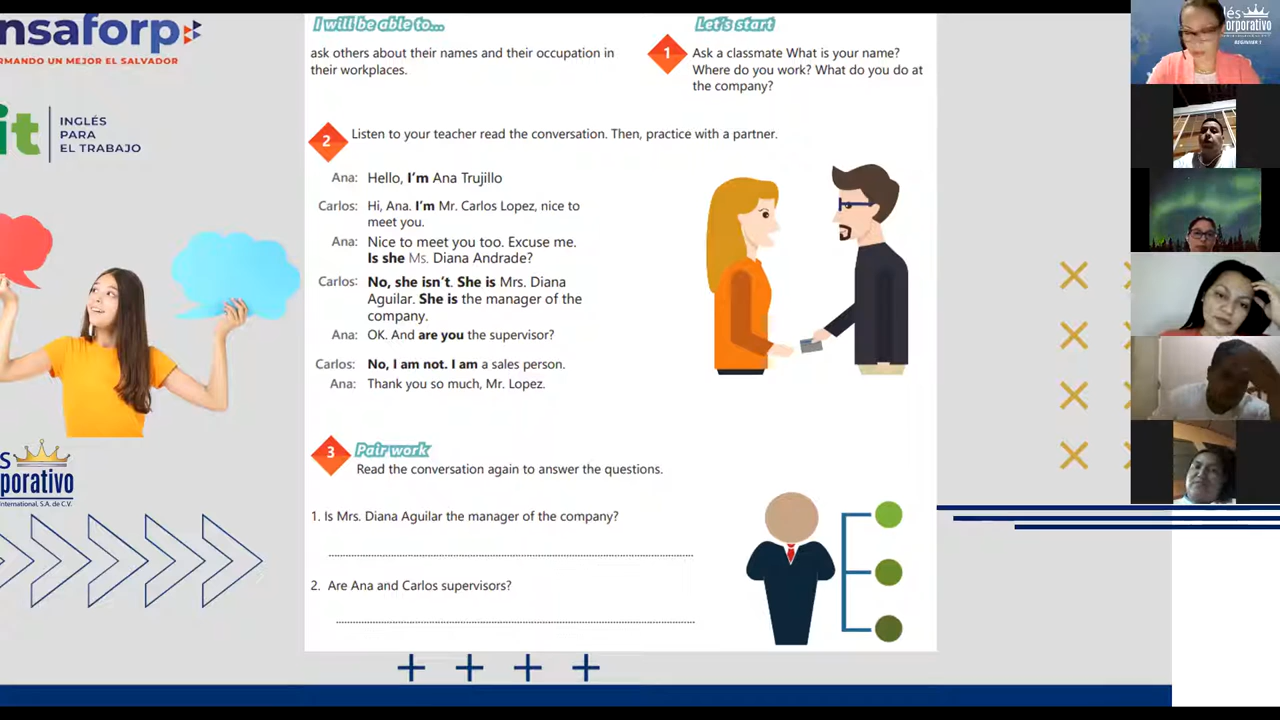 nsaforp
RMANDO UN MEJOR EL SALVADOR
it
INGLÉS
PARA
EL TRABAJO
I will be able to...
ask others about their names and their occupation in
their workplaces.
Let's start
1
Ask a classmate What is your name?
Where do you work? What do you do at
the company?
2
Listen to your teacher read the conversation. Then, practice with a partner.
Ana: Hello, I'm Ana Trujillo
Carlos: Hi, Ana. I'm Mr. Carlos Lopez, nice to
meet you.
Ana: Nice to meet you too. Excuse me.
Is she Ms. Diana Andrade?
Carlos: No, she isn't. She is Mrs. Diana
Aguilar. She is the manager of the
company.
Ana: OK. And are you the supervisor?
Carlos: No, I am not. I am a sales person.
Ana: Thank you so much, Mr. Lopez.
3
Pair work
Read the conversation again to answer the questions.
1. Is Mrs. Diana Aguilar the manager of the company?
2. Are Ana and Carlos supervisors?
s
porativo
International, S.A. de C.V.
lés
orporativo
BEGINNER 1